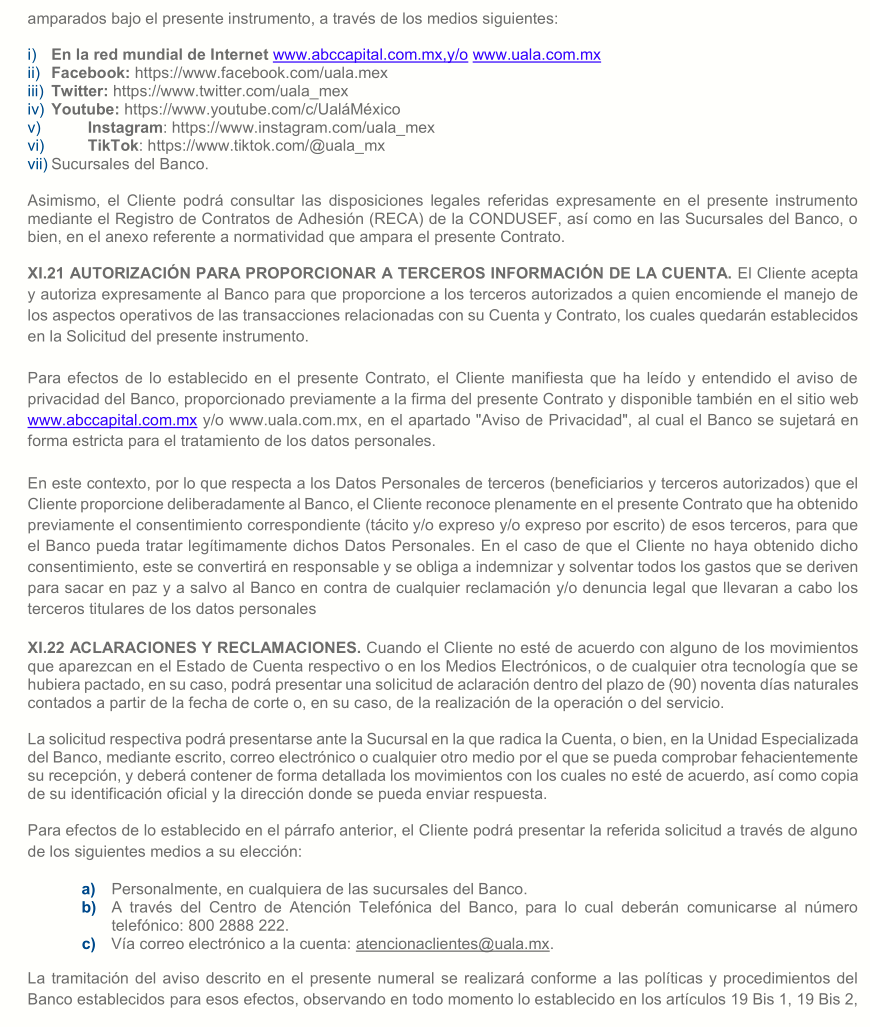 amparados bajo el presente instrumento, a través de los medios siguientes:
i) En la red mundial de Internet www.abccapital.com.mx,y/o www.uala.com.mx
ii) Facebook: https://www.facebook.com/uala.mex
iii) Twitter: https://www.twitter.com/uala_mex
iv) Youtube: https://www.youtube.com/c/UaláMéxico
v) Instagram: https://www.instagram.com/uala_mex
vi) TikTok: https://www.tiktok.com/@uala_mx
vii) Sucursales del Banco.
Asimismo, el Cliente podrá consultar las disposiciones legales referidas expresamente en el presente instrumento
mediante el Registro de Contratos de Adhesión (RECA) de la CONDUSEF, así como en las Sucursales del Banco, o
bien, en el anexo referente a normatividad que ampara el presente Contrato.
XI.21 AUTORIZACIÓN PARA PROPORCIONAR A TERCEROS INFORMACIÓN DE LA CUENTA. El Cliente acepta
y autoriza expresamente al Banco para que proporcione a los terceros autorizados a quien encomiende el manejo de
los aspectos operativos de las transacciones relacionadas con su Cuenta y Contrato, los cuales quedarán establecidos
en la Solicitud del presente instrumento.
Para efectos de lo establecido en el presente Contrato, el Cliente manifiesta que ha leído y entendido el aviso de
privacidad del Banco, proporcionado previamente a la firma del presente Contrato y disponible también en el sitio web
www.abccapital.com.mx y/o www.uala.com.mx, en el apartado "Aviso de Privacidad", al cual el Banco se sujetará en
forma estricta para el tratamiento de los datos personales.
En este contexto, por lo que respecta a los Datos Personales de terceros (beneficiarios y terceros autorizados) que el
Cliente proporcione deliberadamente al Banco, el Cliente reconoce plenamente en el presente Contrato que ha obtenido
previamente el consentimiento correspondiente (tácito y/o expreso y/o expreso por escrito) de esos terceros, para que
el Banco pueda tratar legítimamente dichos Datos Personales. En el caso de que el Cliente no haya obtenido dicho
consentimiento, este se convertirá en responsable y se obliga a indemnizar y solventar todos los gastos que se deriven
para sacar en paz y a salvo al Banco en contra de cualquier reclamación y/o denuncia legal que llevaran a cabo los
terceros titulares de los datos personales
XI.22 ACLARACIONES Y RECLAMACIONES. Cuando el Cliente no esté de acuerdo con alguno de los movimientos
que aparezcan en el Estado de Cuenta respectivo o en los Medios Electrónicos, o de cualquier otra tecnología que se
hubiera pactado, en su caso, podrá presentar una solicitud de aclaración dentro del plazo de (90) noventa días naturales
contados a partir de la fecha de corte o, en su caso, de la realización de la operación o del servicio.
La solicitud respectiva podrá presentarse ante la Sucursal en la que radica la Cuenta, o bien, en la Unidad Especializada
del Banco, mediante escrito, correo electrónico o cualquier otro medio por el que se pueda comprobar fehacientemente
su recepción, y deberá contener de forma detallada los movimientos con los cuales no esté de acuerdo, así como copia
de su identificación oficial y la dirección donde se pueda enviar respuesta.
Para efectos de lo establecido en el párrafo anterior, el Cliente podrá presentar la referida solicitud a través de alguno
de los siguientes medios a su elección:
a) Personalmente, en cualquiera de las sucursales del Banco.
b) A través del Centro de Atención Telefónica del Banco, para lo cual deberán comunicarse al número
telefónico: 800 2888 222.
c) Vía correo electrónico a la cuenta: atencionaclientes@uala.mx.
La tramitación del aviso descrito en el presente numeral se realizará conforme a las políticas y procedimientos del
Banco establecidos para esos efectos, observando en todo momento lo establecido en los artículos 19 Bis 1, 19 Bis 2,